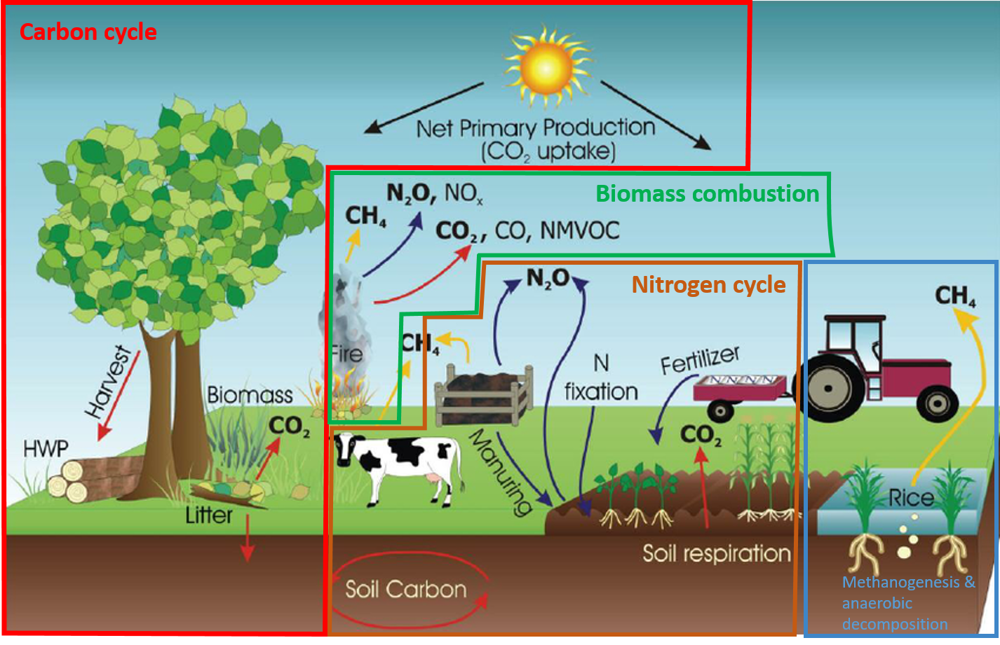 Carbon cycle
Net Primary Production
(CO₂ uptake)
N₂O, NOₓ
Biomass combustion
CH₄
CO₂, CO, NMVOC
N₂O
Nitrogen cycle
CH₄
CH₄
Fire
Harvest
N
fixation
Fertilizer
Biomass
CO₂
CO₂
HWP
Manuring
Litter
Rice
Soil respiration
Soil Carbon
Methanogenesis &
anaerobic
decomposition
N N N N